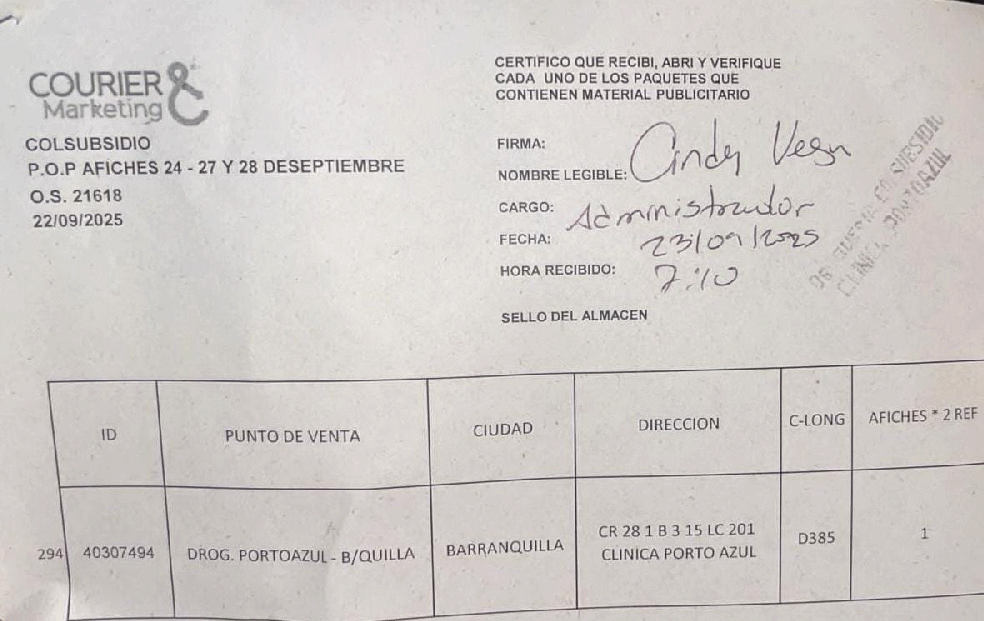 COURIER &
Marketing
COLSUBSIDIO
P.O.P AFICHES 24 - 27 Y 28 DESEPTIEMBRE
O.S. 21618
22/09/2025
CERTIFICO QUE RECIBI, ABRI Y VERIFIQUE
CADA UNO DE LOS PAQUETES QUE
CONTIENEN MATERIAL PUBLICITARIO
FIRMA:
NOMBRE LEGIBLE: Cindy Vega
CARGO: Administrador
FECHA: 23/09/2025
HORA RECIBIDO: 7:10
SELLO DEL ALMACEN
COLSUBSIDIO
CLINICA PORTOAZUL
ID PUNTO DE VENTA CIUDAD DIRECCION C-LONG AFICHES * 2 REF
294 40307494 DROG. PORTOAZUL - B/QUILLA BARRANQUILLA CR 28 1 B 3 15 LC 201 D385 1
CLINICA PORTO AZUL